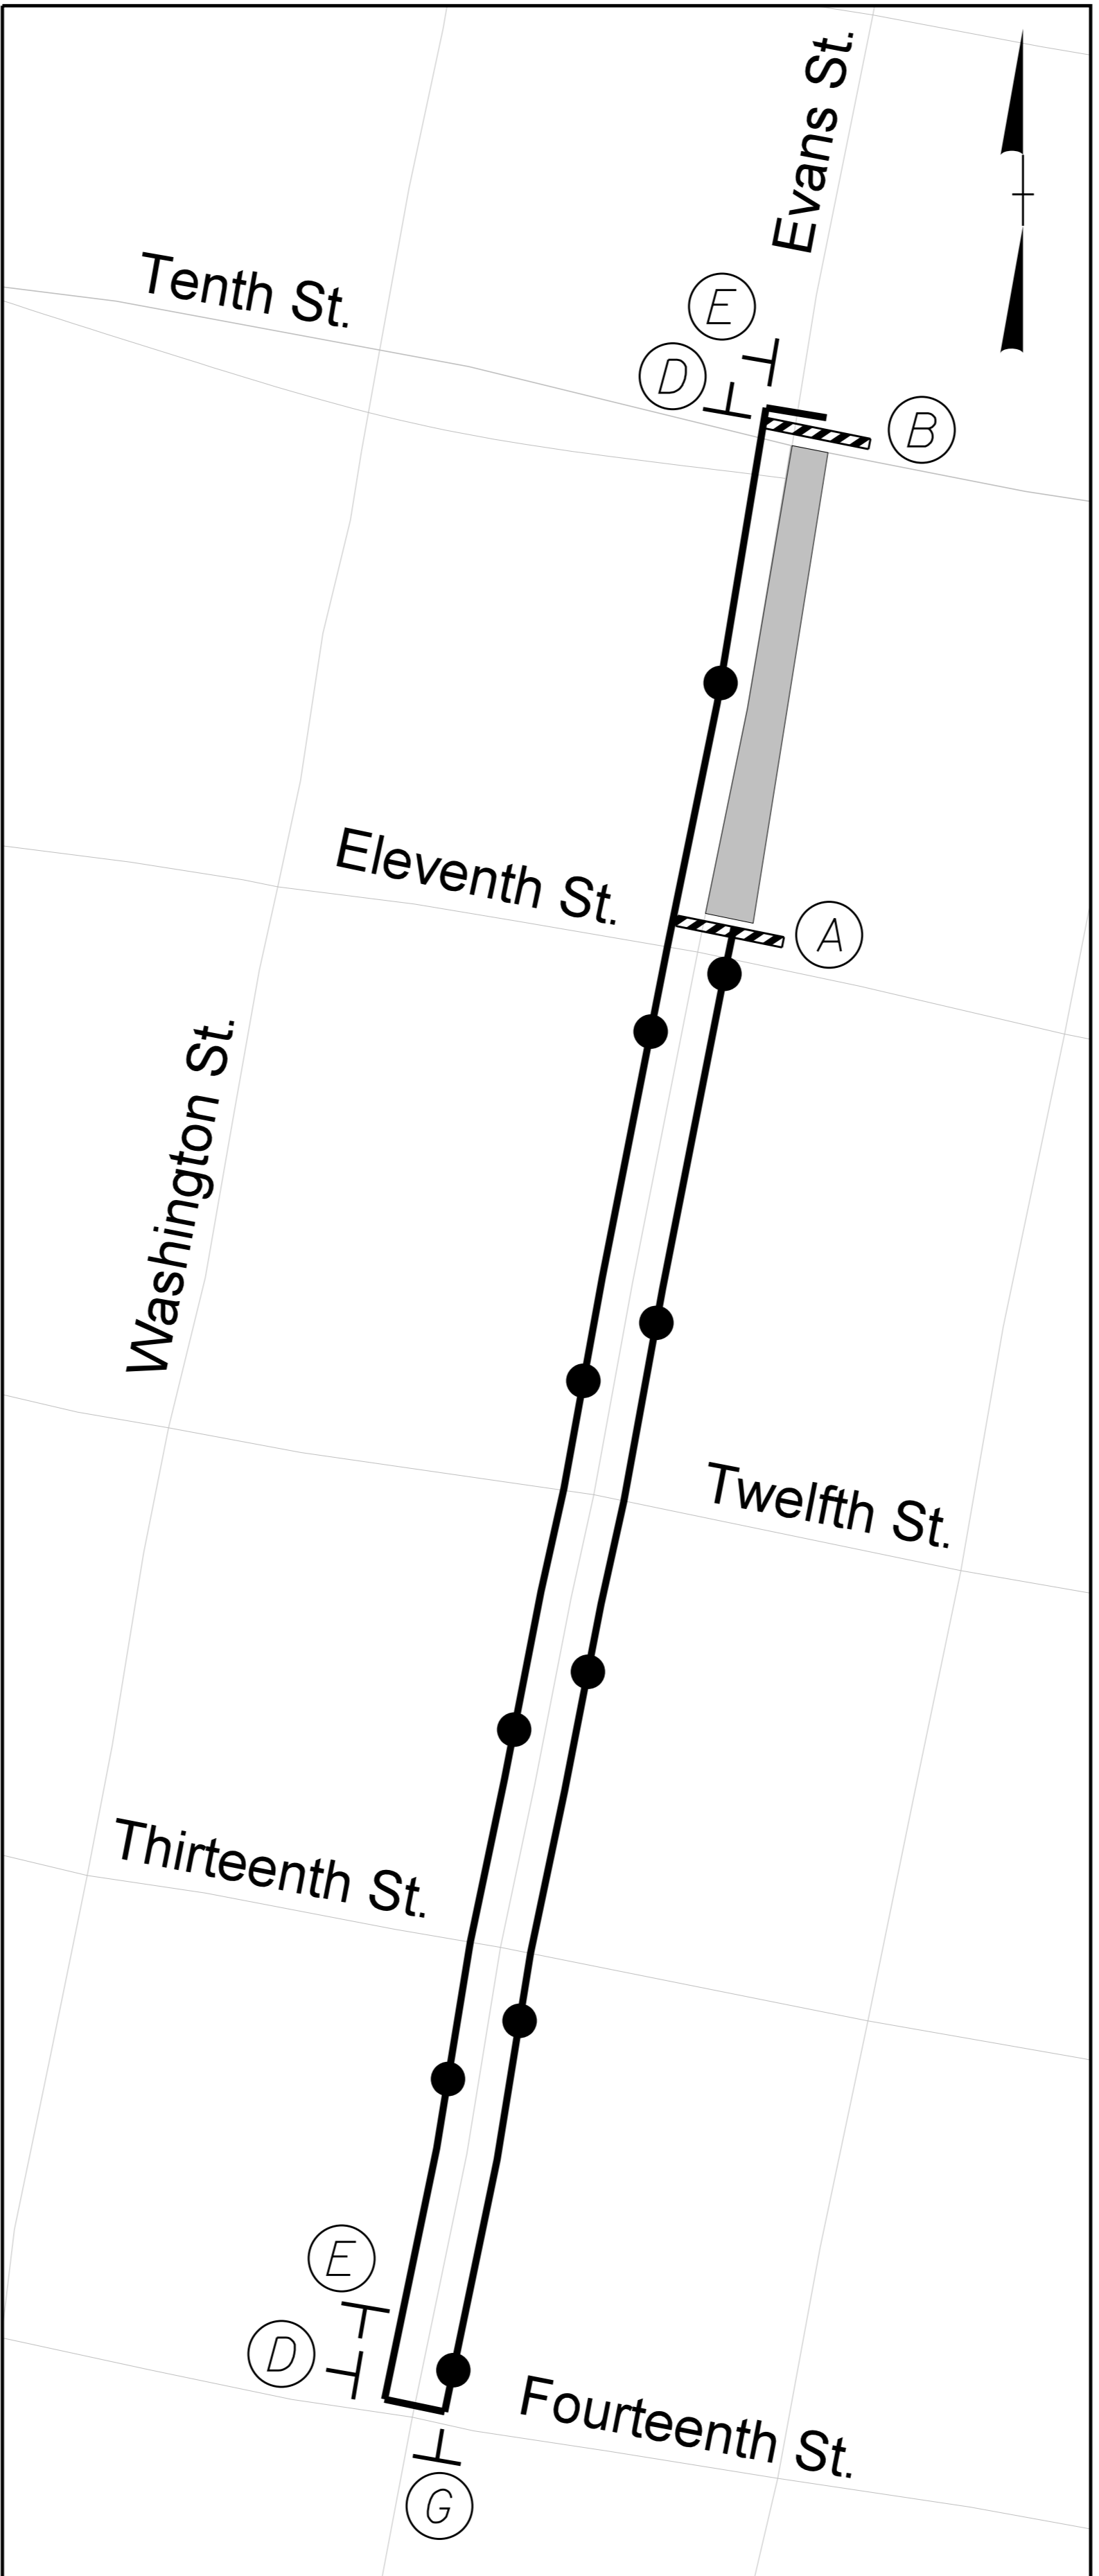 Evans St.
Tenth St.
E
D
B
Eleventh St.
A
Washington St.
Twelfth St.
Thirteenth St.
E
D
Fourteenth St.
G